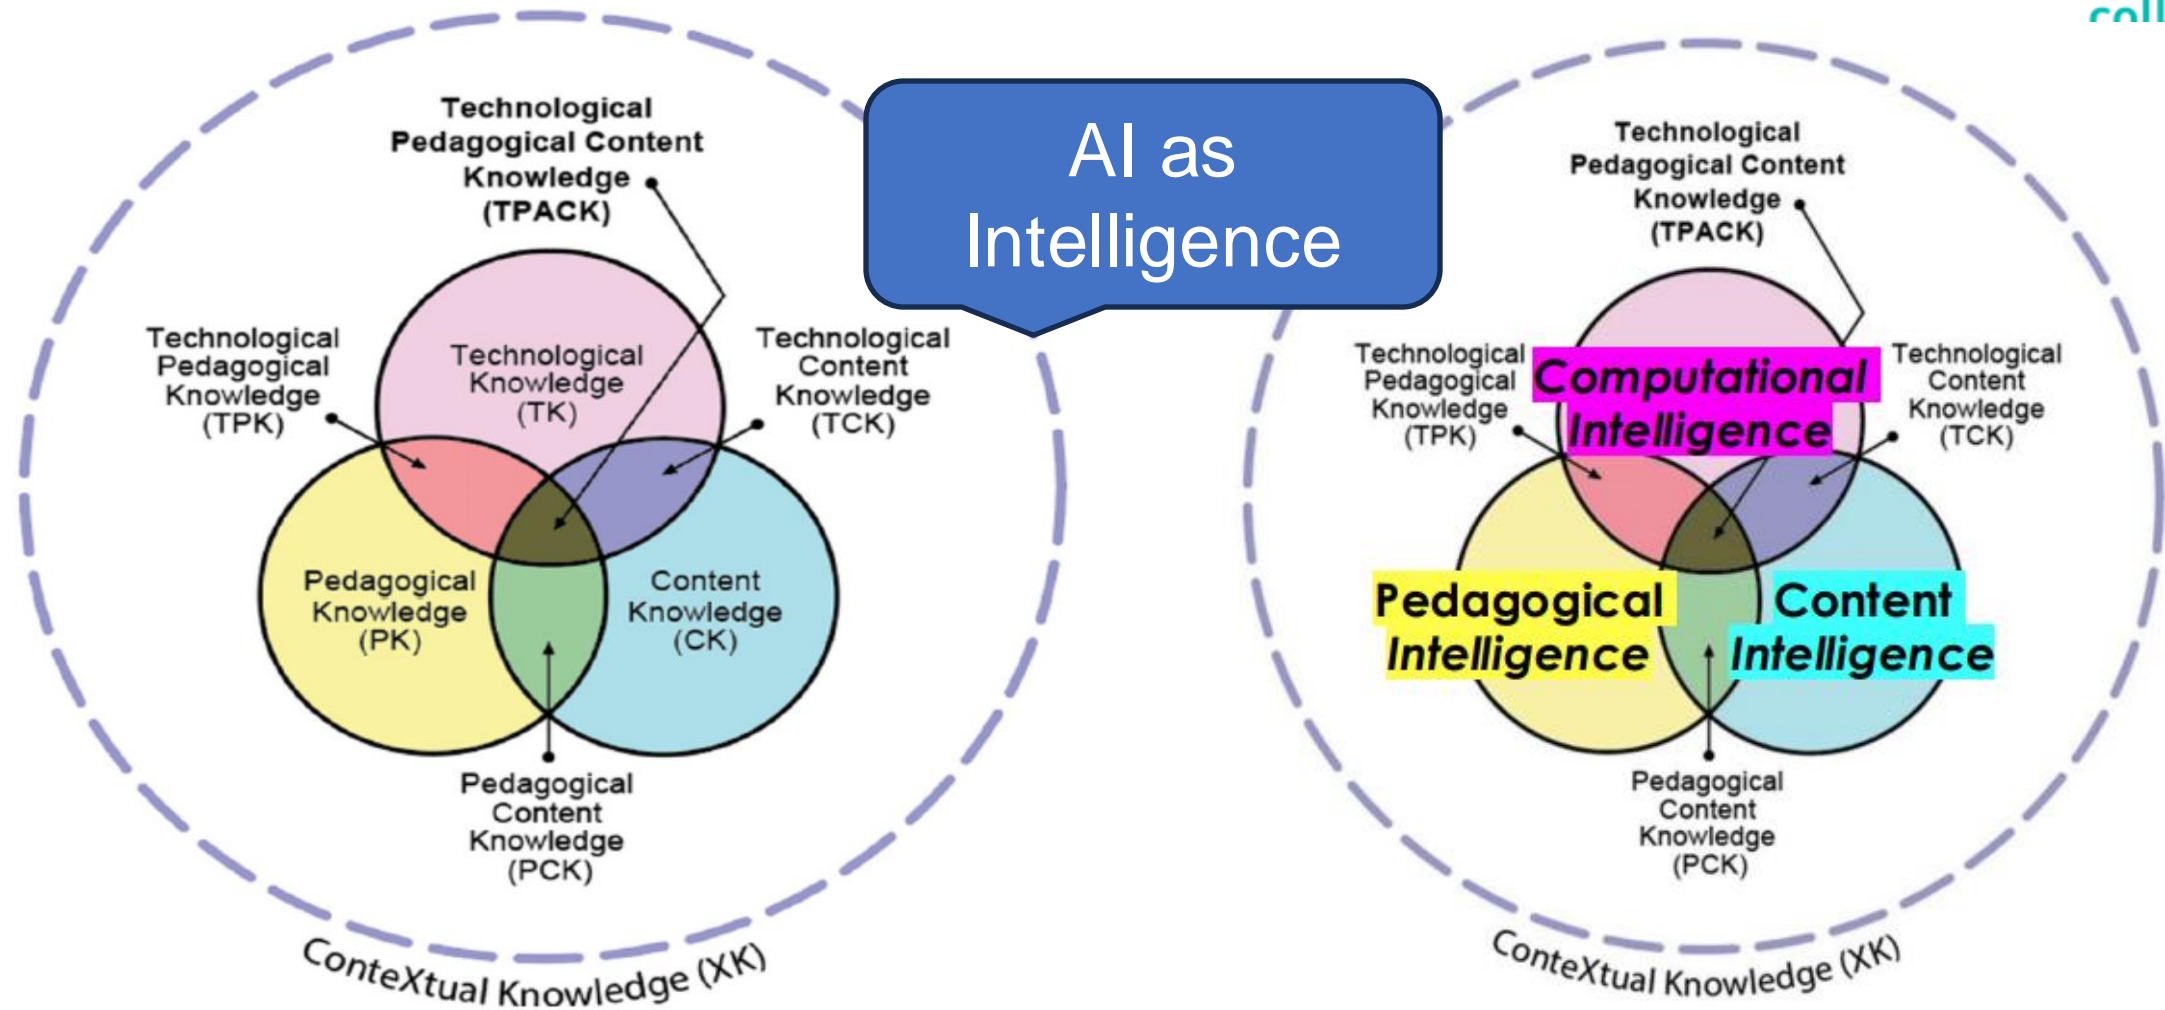 Technological
Pedagogical Content
Knowledge
(TPACK)
Technological
Pedagogical
Knowledge
(TPK)
Technological
Knowledge
(TK)
Technological
Content
Knowledge
(TCK)
Pedagogical
Knowledge
(PK)
Content
Knowledge
(CK)
Pedagogical
Content
Knowledge
(PCK)
ConteXtual Knowledge (XK)
AI as
Intelligence
Technological
Pedagogical Content
Knowledge
(TPACK)
Technological
Pedagogical
Knowledge
(TPK)
Computational
Intelligence
Technological
Content
Knowledge
(TCK)
Pedagogical
Intelligence
Content
Intelligence
Pedagogical
Content
Knowledge
(PCK)
ConteXtual Knowledge (XK)